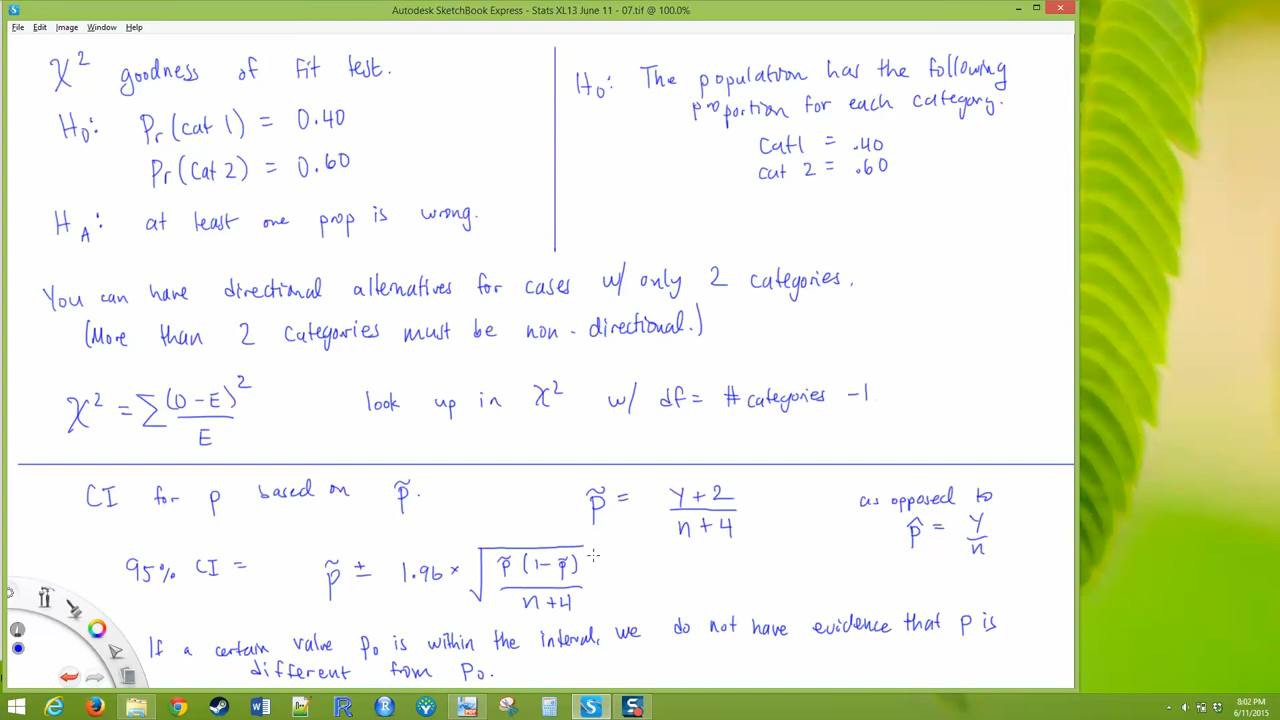 Autodesk SketchBook Express - Stats XL13 June 11 - 07.tif @ 100.0%
File Edit Image Window Help
χ² goodness of fit test.
H₀: Pr(cat 1) = 0.40
Pr(Cat 2) = 0.60
H_A: at least one prop is wrong.
H₀: The population has the following
proportion for each category.
Cat1 = .40
cat 2 = .60
You can have directional alternatives for cases w/ only 2 categories.
(More than 2 Categories must be non-directional.)
χ² = ∑ (O-E)²/E look up in χ² w/ df = # categories -1
CI for p based on p̃. p̃ = (y+2)/(n+4) as opposed to
p̂ = y/n
95% CI = p̃ ± 1.96 × √(p̃(1-p̃)/(n+4))
If a certain value p₀ is within the interval, we do not have evidence that p is
different from p₀.
8:02 PM
6/11/2015